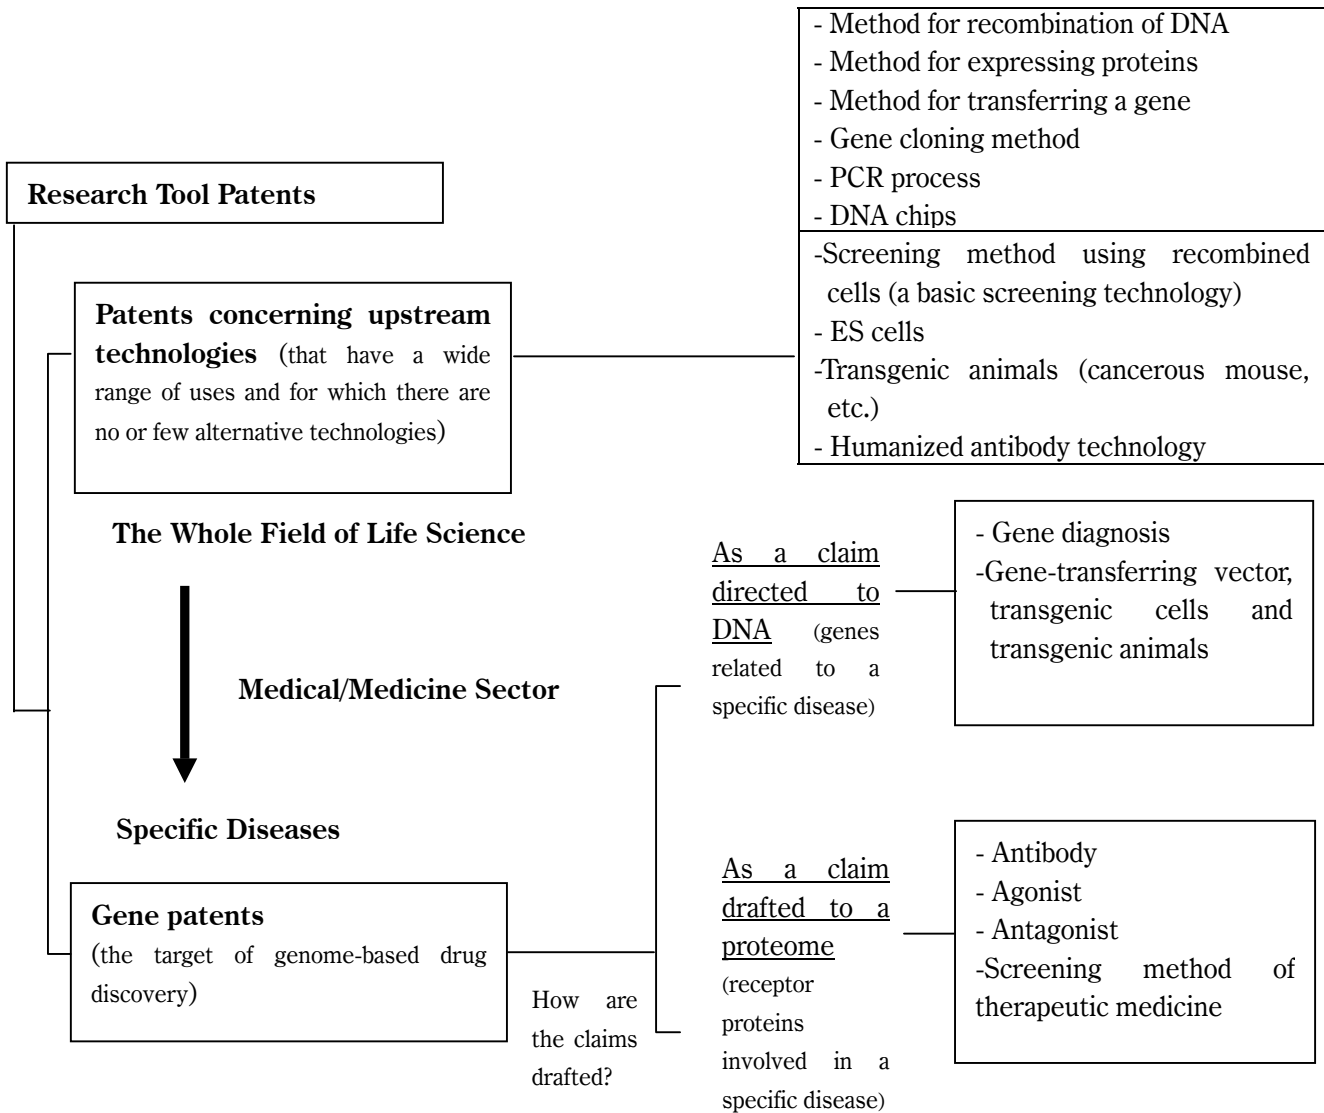 Research Tool Patents
Patents concerning upstream
technologies (that have a wide
range of uses and for which there are
no or few alternative technologies)
- Method for recombination of DNA
- Method for expressing proteins
- Method for transferring a gene
- Gene cloning method
- PCR process
- DNA chips
-Screening method using recombined
cells (a basic screening technology)
- ES cells
-Transgenic animals (cancerous mouse,
etc.)
- Humanized antibody technology
The Whole Field of Life Science
Medical/Medicine Sector
Specific Diseases
Gene patents
(the target of genome-based drug
discovery)
How are
the claims
drafted?
As a claim
directed to
DNA (genes
related to a
specific disease)
- Gene diagnosis
-Gene-transferring vector,
transgenic cells and
transgenic animals
As a claim
drafted to a
proteome
(receptor
proteins
involved in a
specific disease)
- Antibody
- Agonist
- Antagonist
-Screening method of
therapeutic medicine